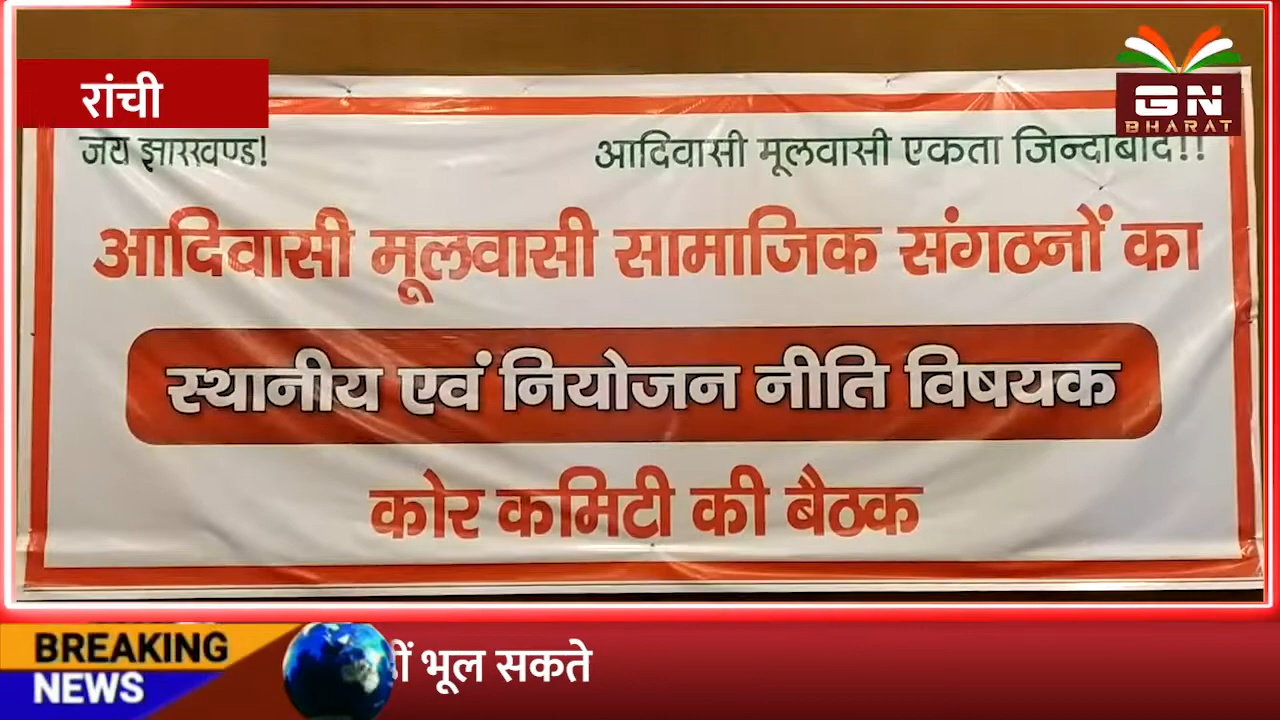 रांची
GN
BHARAT
जय झारखण्ड!
आदिवासी मूलवासी एकता जिन्दाबाद!!
आदिवासी मूलवासी सामाजिक संगठनों का
स्थानीय एवं नियोजन नीति विषयक
कोर कमिटी की बैठक
BREAKING
NEWS
भूल सकते